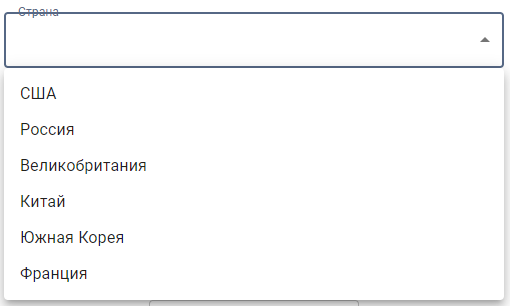 Страна
США
Россия
Великобритания
Китай
Южная Корея
Франция